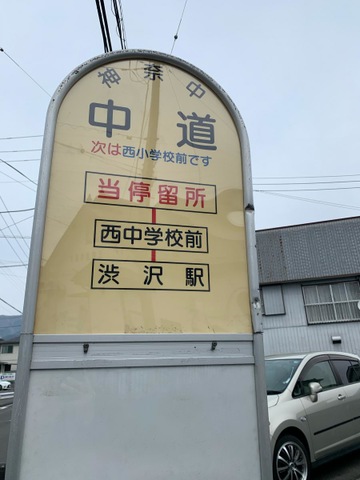 神奈中
中道
次は西小学校前です
当停留所
西中学校前
渋沢駅